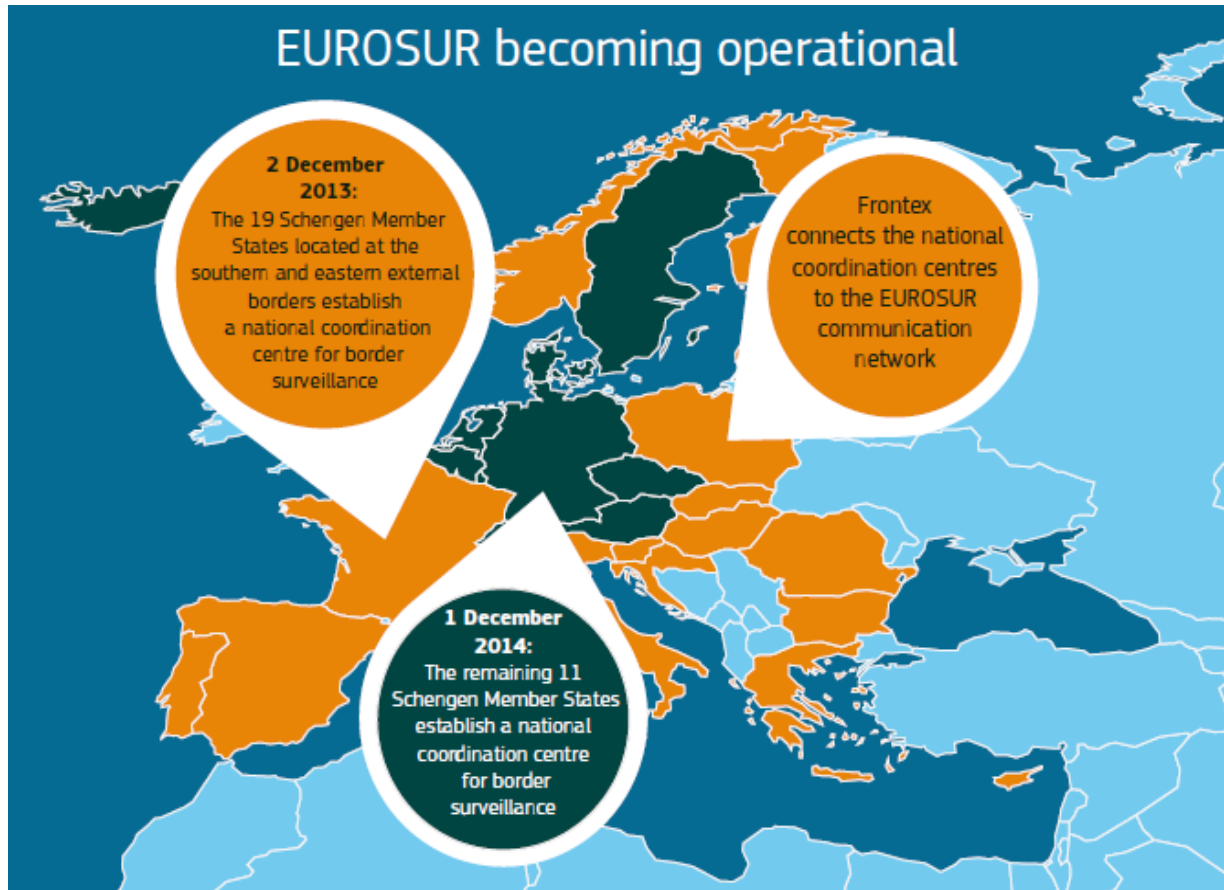 EUROSUR becoming operational
2 December
2013:
The 19 Schengen Member
States located at the
southern and eastern external
borders establish
a national coordination
centre for border
surveillance
Frontex
connects the national
coordination centres
to the EUROSUR
communication
network
1 December
2014:
The remaining 11
Schengen Member States
establish a national
coordination centre
for border
surveillance